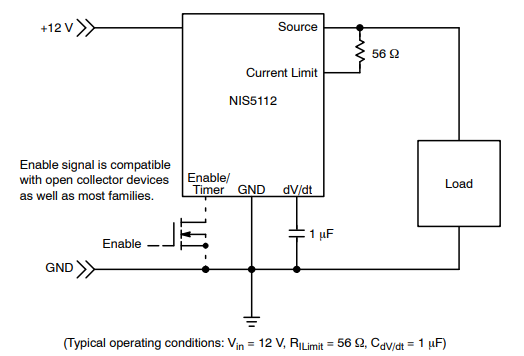 +12 V
Source
56 Ω
Current Limit
NIS5112
Enable signal is compatible
with open collector devices
as well as most families.
Enable/
Timer GND dV/dt
Load
1 μF
Enable
GND
(Typical operating conditions: Vin = 12 V, RILimit = 56 Ω, CdV/dt = 1 μF)